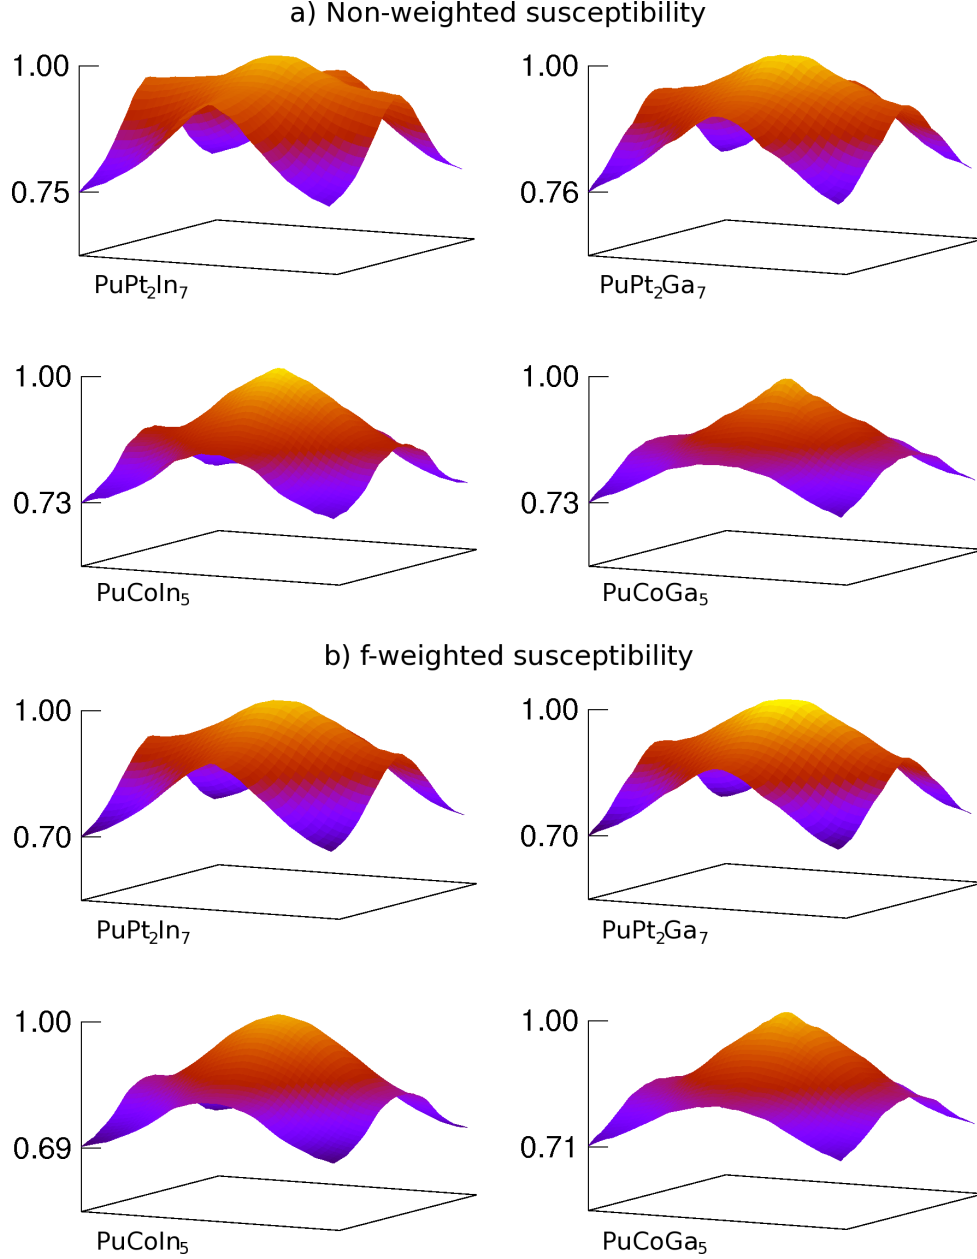 a) Non-weighted susceptibility
1.00 1.00
0.75 0.76
PuPt₂In₇ PuPt₂Ga₇
1.00 1.00
0.73 0.73
PuCoIn₅ PuCoGa₅
b) f-weighted susceptibility
1.00 1.00
0.70 0.70
PuPt₂In₇ PuPt₂Ga₇
1.00 1.00
0.69 0.71
PuCoIn₅ PuCoGa₅